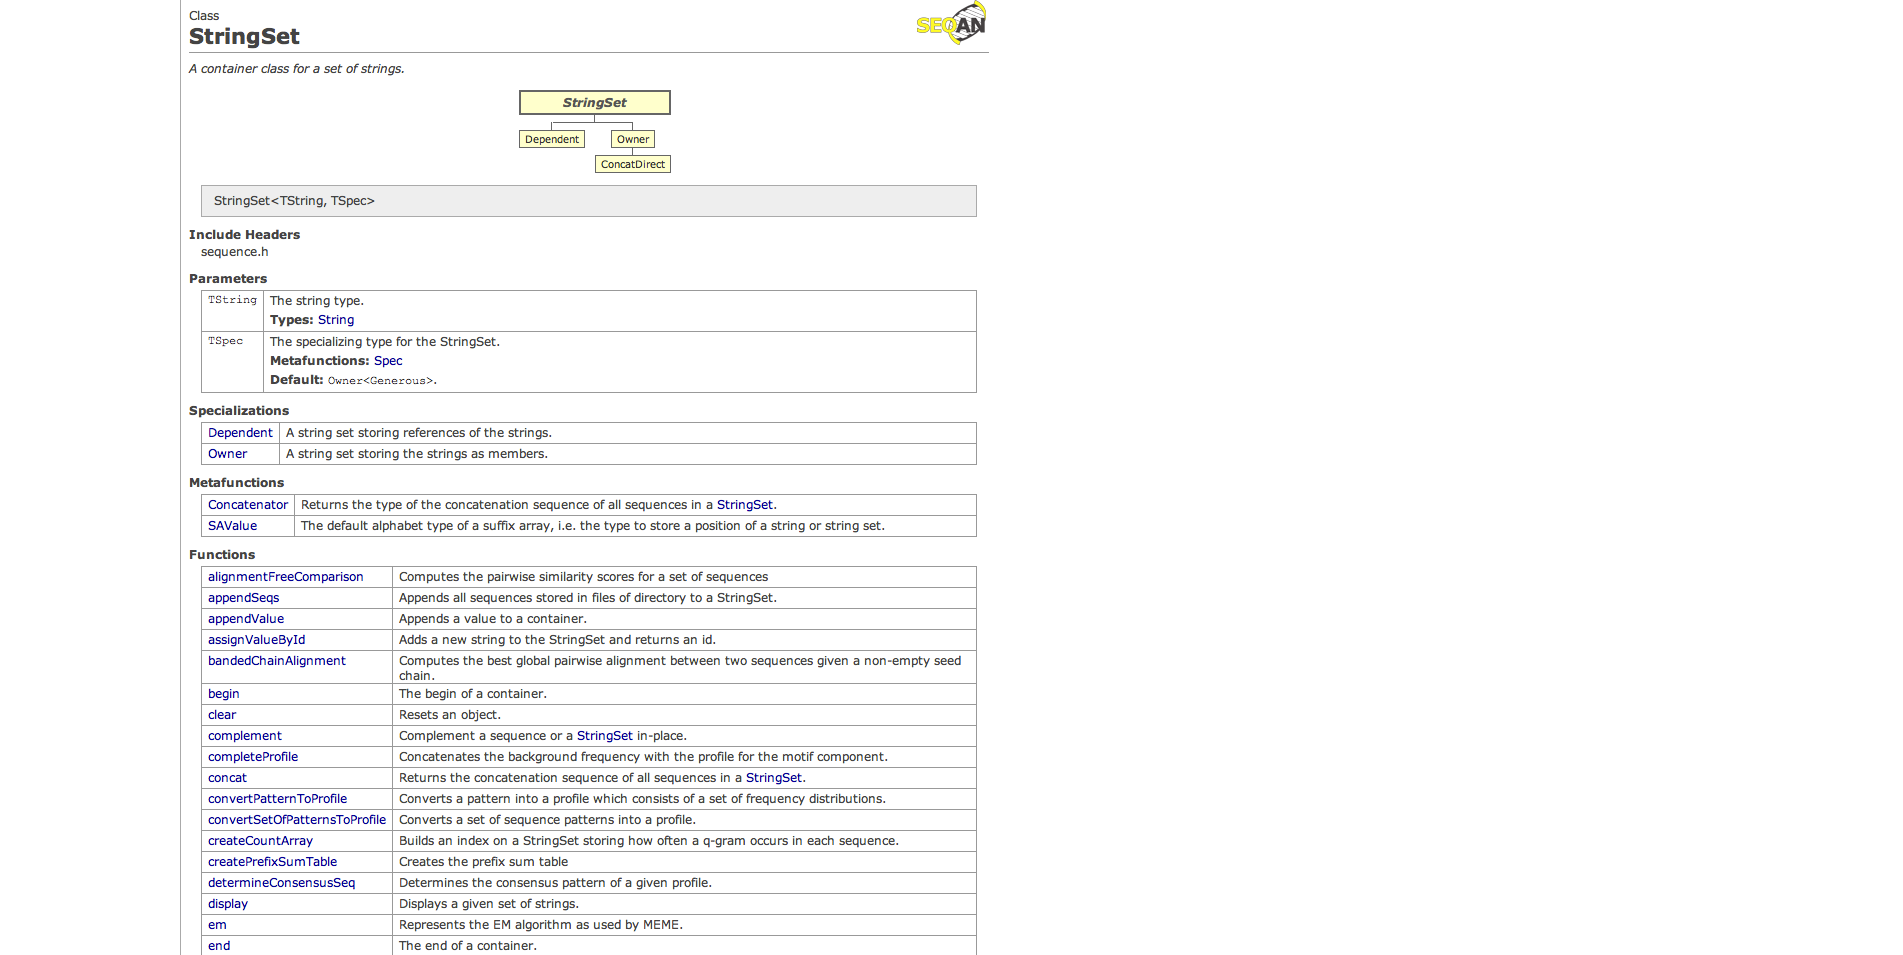 Class
StringSet
SEQAN
A container class for a set of strings.
StringSet
Dependent Owner
ConcatDirect
StringSet<TString, TSpec>
Include Headers
sequence.h
Parameters
TString The string type.
Types: String
TSpec The specializing type for the StringSet.
Metafunctions: Spec
Default: Owner<Generous>.
Specializations
Dependent A string set storing references of the strings.
Owner A string set storing the strings as members.
Metafunctions
Concatenator Returns the type of the concatenation sequence of all sequences in a StringSet.
SAValue The default alphabet type of a suffix array, i.e. the type to store a position of a string or string set.
Functions
alignmentFreeComparison Computes the pairwise similarity scores for a set of sequences
appendSeqs Appends all sequences stored in files of directory to a StringSet.
appendValue Appends a value to a container.
assignValueById Adds a new string to the StringSet and returns an id.
bandedChainAlignment Computes the best global pairwise alignment between two sequences given a non-empty seed
chain.
begin The begin of a container.
clear Resets an object.
complement Complement a sequence or a StringSet in-place.
completeProfile Concatenates the background frequency with the profile for the motif component.
concat Returns the concatenation sequence of all sequences in a StringSet.
convertPatternToProfile Converts a pattern into a profile which consists of a set of frequency distributions.
convertSetOfPatternsToProfile Converts a set of sequence patterns into a profile.
createCountArray Builds an index on a StringSet storing how often a q-gram occurs in each sequence.
createPrefixSumTable Creates the prefix sum table
determineConsensusSeq Determines the consensus pattern of a given profile.
display Displays a given set of strings.
em Represents the EM algorithm as used by MEME.
end The end of a container.